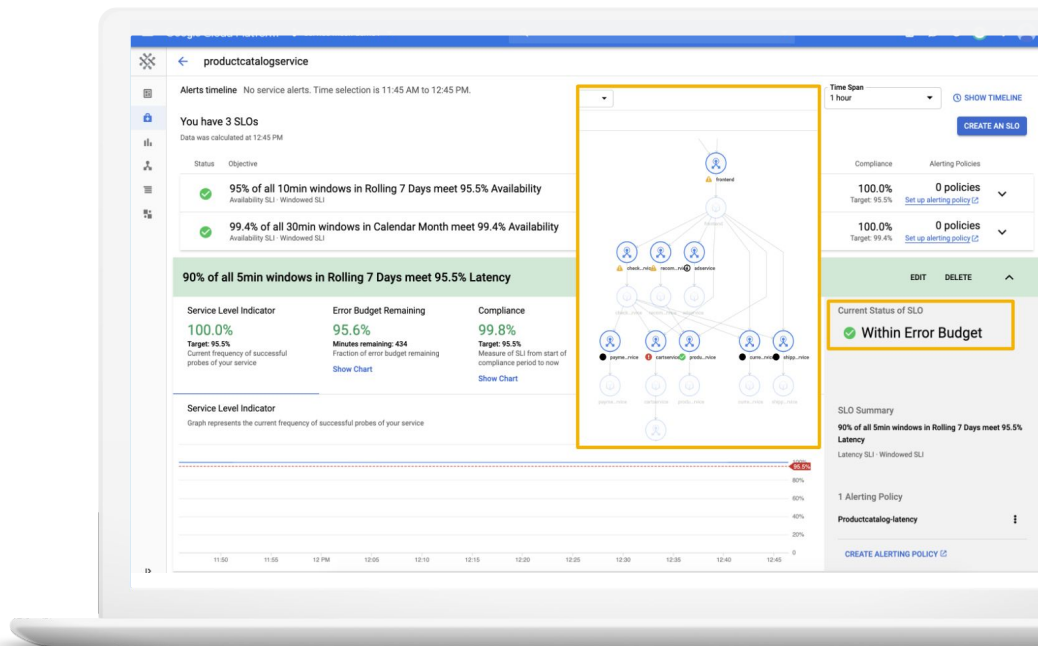 productcatalogservice
Alerts timeline No service alerts. Time selection is 11:45 AM to 12:45 PM.
Time Span
1 hour
SHOW TIMELINE
You have 3 SLOs
CREATE AN SLO
Data was calculated at 12:45 PM
Status Objective Compliance Alerting Policies
95% of all 10min windows in Rolling 7 Days meet 95.5% Availability
Availability SLI · Windowed SLI
100.0%
Target: 95.5%
0 policies
Set up alerting policy
99.4% of all 30min windows in Calendar Month meet 99.4% Availability
Availability SLI · Windowed SLI
100.0%
Target: 99.4%
0 policies
Set up alerting policy
frontend
check...rvice recom...rvice adservice
payme...rvice cartservice produ...rvice curre...rvice shipp...rvice
90% of all 5min windows in Rolling 7 Days meet 95.5% Latency
EDIT DELETE
Service Level Indicator
100.0%
Target: 95.5%
Current frequency of successful
probes of your service
Error Budget Remaining
95.6%
Minutes remaining: 434
Fraction of error budget remaining
Show Chart
Compliance
99.8%
Target: 95.5%
Measure of SLI from start of
compliance period to now
Show Chart
Current Status of SLO
Within Error Budget
Service Level Indicator
Graph represents the current frequency of successful probes of your service
100%
95.5%
80%
60%
40%
20%
0
11:50 11:55 12 PM 12:05 12:10 12:15 12:20 12:25 12:30 12:35 12:40 12:45
SLO Summary
90% of all 5min windows in Rolling 7 Days meet 95.5%
Latency
Latency SLI · Windowed SLI
1 Alerting Policy
Productcatalog-latency
CREATE ALERTING POLICY